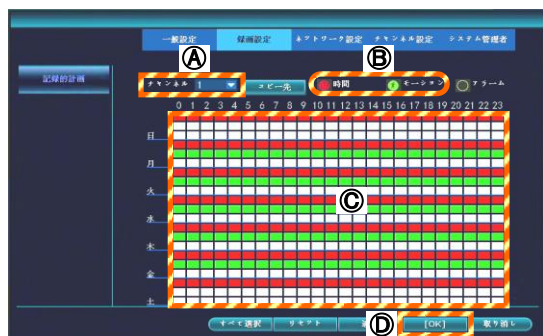 一般設定 録画設定 ネットワーク設定 チャンネル設定 システム管理者
Ⓐ Ⓑ
記録的計画
チャンネル 1 コピー先 時間 モーション アラーム
0 1 2 3 4 5 6 7 8 9 10 11 12 13 14 15 16 17 18 19 20 21 22 23
日
月
火
Ⓒ
水
木
金
土
すべて選択 リセット Ⓓ [OK] 取り消し